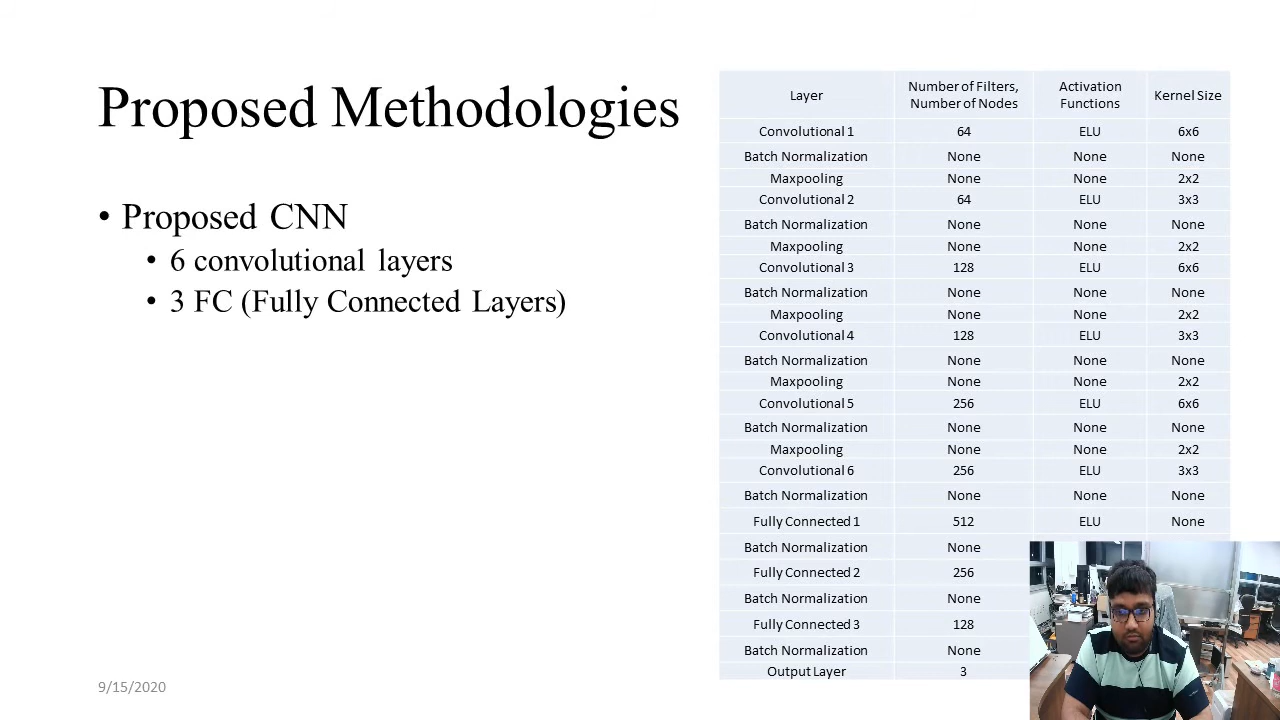 Proposed Methodologies
• Proposed CNN
• 6 convolutional layers
• 3 FC (Fully Connected Layers)
Layer Number of Filters, Number of Nodes Activation Functions Kernel Size
Convolutional 1 64 ELU 6x6
Batch Normalization None None None
Maxpooling None None 2x2
Convolutional 2 64 ELU 3x3
Batch Normalization None None None
Maxpooling None None 2x2
Convolutional 3 128 ELU 6x6
Batch Normalization None None None
Maxpooling None None 2x2
Convolutional 4 128 ELU 3x3
Batch Normalization None None None
Maxpooling None None 2x2
Convolutional 5 256 ELU 6x6
Batch Normalization None None None
Maxpooling None None 2x2
Convolutional 6 256 ELU 3x3
Batch Normalization None None None
Fully Connected 1 512 ELU None
Batch Normalization None
Fully Connected 2 256
Batch Normalization None
Fully Connected 3 128
Batch Normalization None
Output Layer 3
9/15/2020